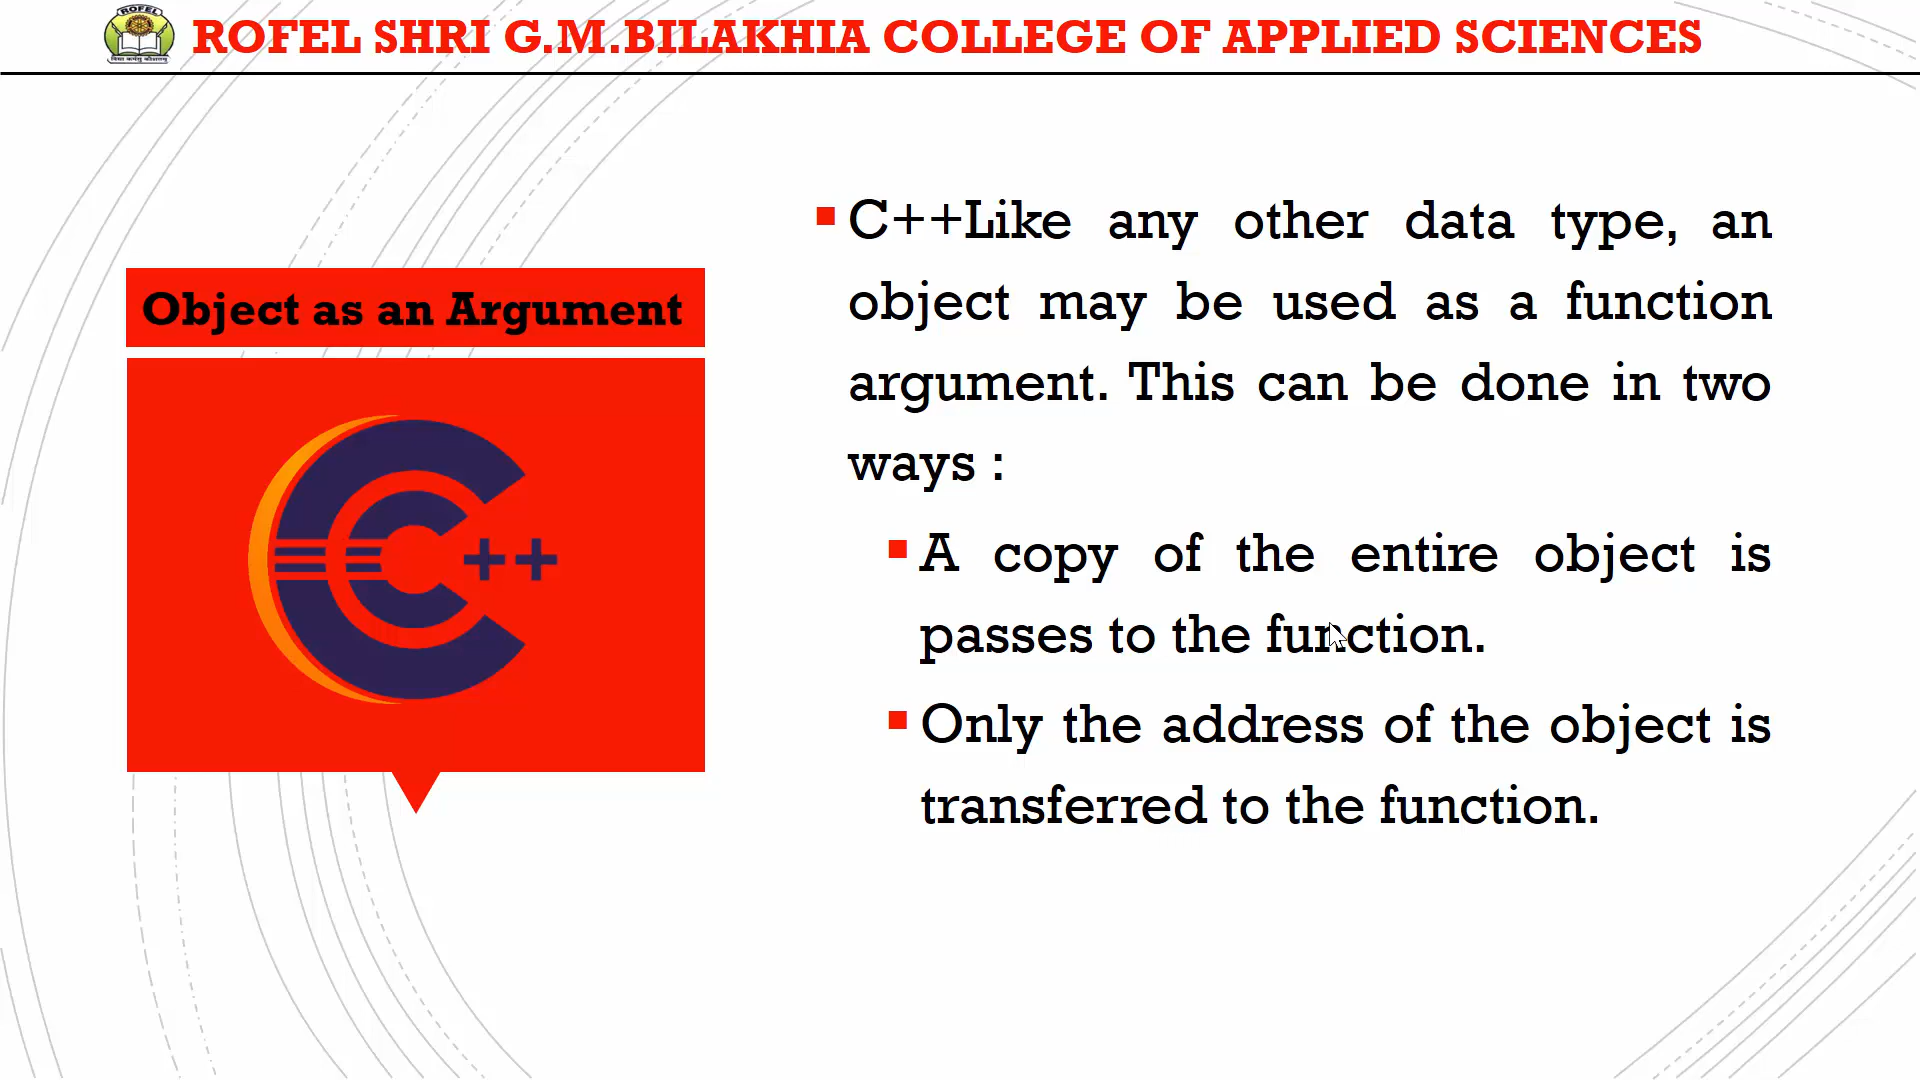 ROFEL
ROFEL SHRI G.M.BILAKHIA COLLEGE OF APPLIED SCIENCES
Object as an Argument
C++
C++Like any other data type, an
object may be used as a function
argument. This can be done in two
ways :
A copy of the entire object is
passes to the function.
Only the address of the object is
transferred to the function.